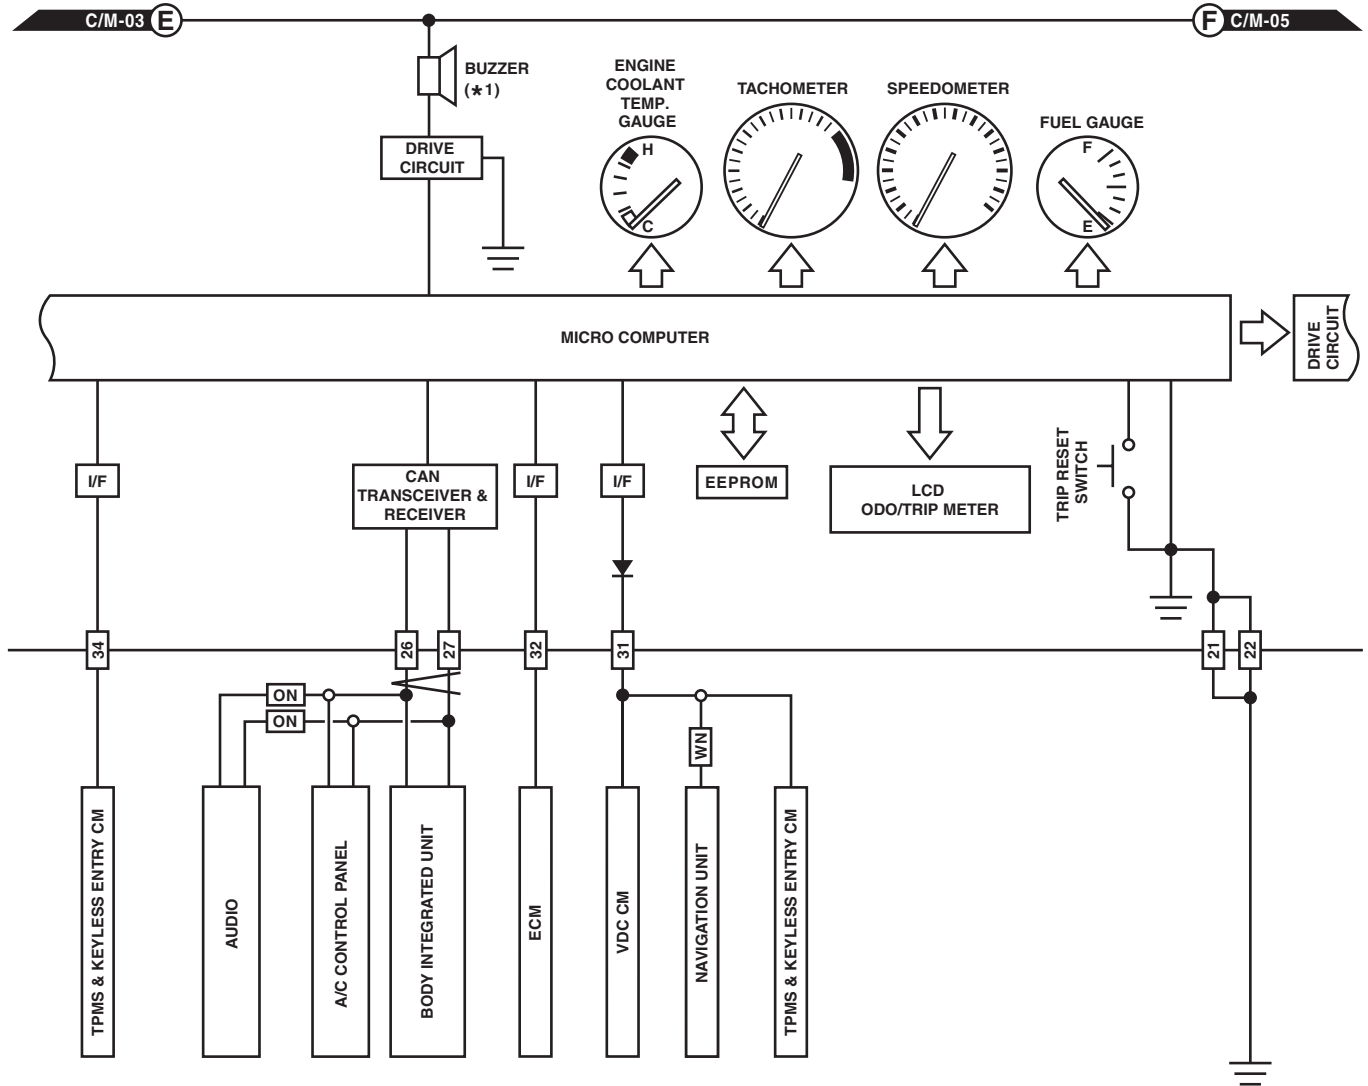 C/M-03 E
F C/M-05
BUZZER
(*1)
ENGINE
COOLANT
TEMP.
GAUGE
TACHOMETER
SPEEDOMETER
FUEL GAUGE
DRIVE
CIRCUIT
H
C
F
E
MICRO COMPUTER
DRIVE
CIRCUIT
I/F
CAN
TRANSCEIVER &
RECEIVER
I/F
I/F
EEPROM
LCD
ODO/TRIP METER
TRIP RESET
SWITCH
34
26
27
32
31
21
22
ON
ON
WN
TPMS & KEYLESS ENTRY CM
AUDIO
A/C CONTROL PANEL
BODY INTEGRATED UNIT
ECM
VDC CM
NAVIGATION UNIT
TPMS & KEYLESS ENTRY CM